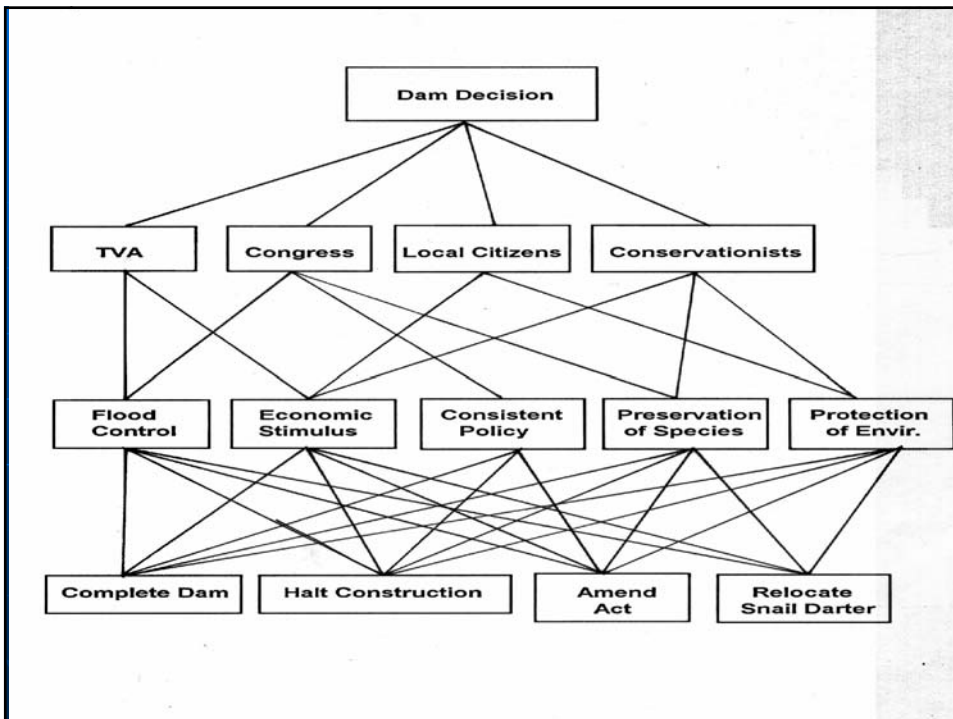 Dam Decision
TVA
Congress
Local Citizens
Conservationists
Flood
Control
Economic
Stimulus
Consistent
Policy
Preservation
of Species
Protection
of Envir.
Complete Dam
Halt Construction
Amend
Act
Relocate
Snail Darter